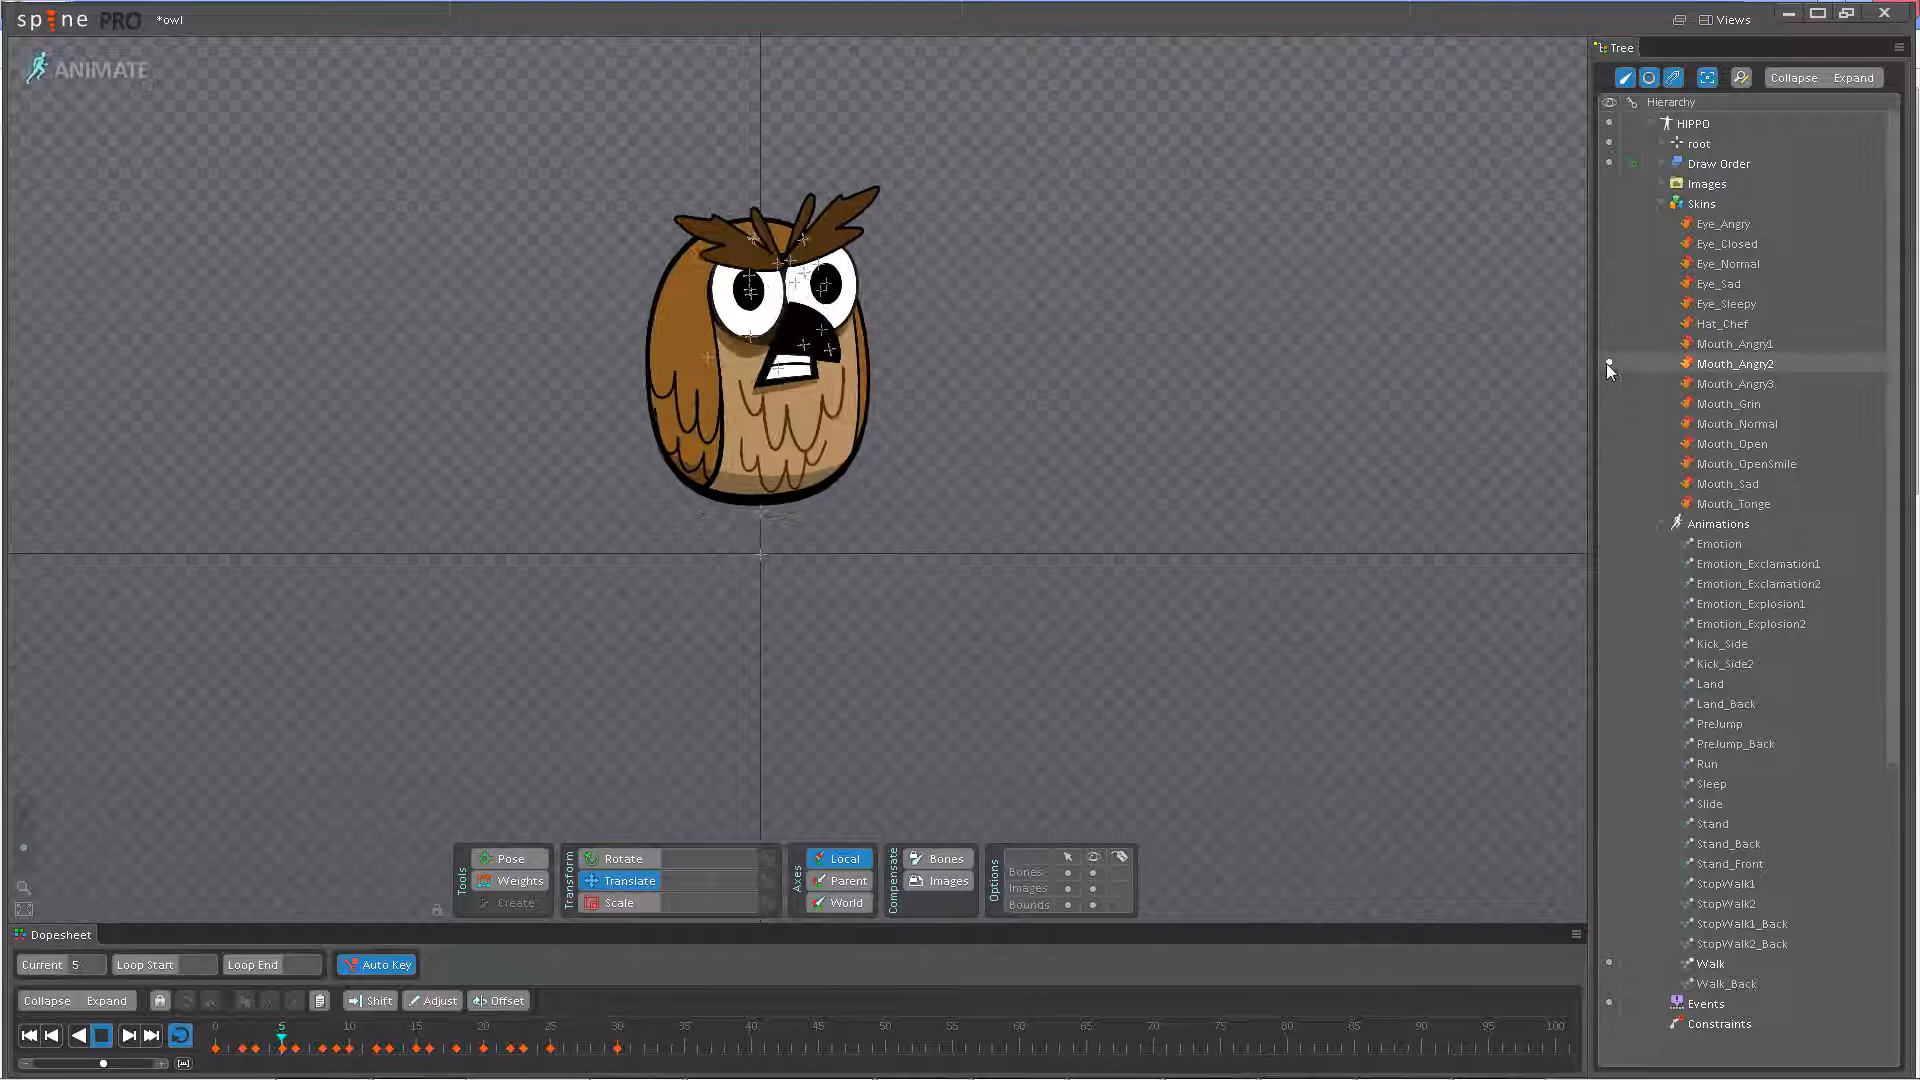 spine PRO *owl Views
ANIMATE
Tree
Collapse Expand
Hierarchy
HIPPO
root
Draw Order
Images
Skins
Eye_Angry
Eye_Closed
Eye_Normal
Eye_Sad
Eye_Sleepy
Hat_Chef
Mouth_Angry1
Mouth_Angry2
Mouth_Angry3
Mouth_Grin
Mouth_Normal
Mouth_Open
Mouth_OpenSmile
Mouth_Sad
Mouth_Tonge
Animations
Emotion
Emotion_Exclamation1
Emotion_Exclamation2
Emotion_Explosion1
Emotion_Explosion2
Kick_Side
Kick_Side2
Land
Land_Back
PreJump
PreJump_Back
Run
Sleep
Slide
Stand
Stand_Back
Stand_Front
StopWalk1
StopWalk2
StopWalk1_Back
StopWalk2_Back
Walk
Walk_Back
Events
Constraints
Tools
Pose
Weights
Create
Transform
Rotate
Translate
Scale
Axes
Local
Parent
World
Compensate
Bones
Images
Options
Bones
Images
Bounds
Dopesheet
Current 5 Loop Start Loop End Auto Key
Collapse Expand Shift Adjust Offset
0 5 10 15 20 25 30 35 40 45 50 55 60 65 70 75 80 85 90 95 100